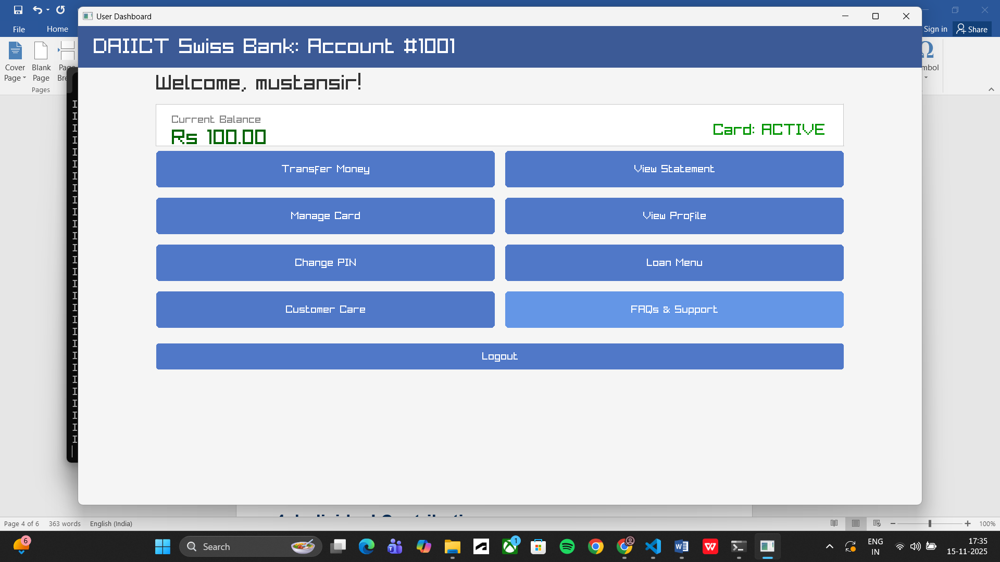 User Dashboard
File
Home
Sign in
Share
DAIICT Swiss Bank: Account #1001
Cover
Page
Blank
Page
Pages
Welcome, mustansir!
Current Balance
Rs 100.00
Card: ACTIVE
Transfer Money
View Statement
Manage Card
View Profile
Change PIN
Loan Menu
Customer Care
FAQs & Support
Logout
Page 4 of 6
363 words
English (India)
100%
6
Search
1
ENG
IN
17:35
15-11-2025